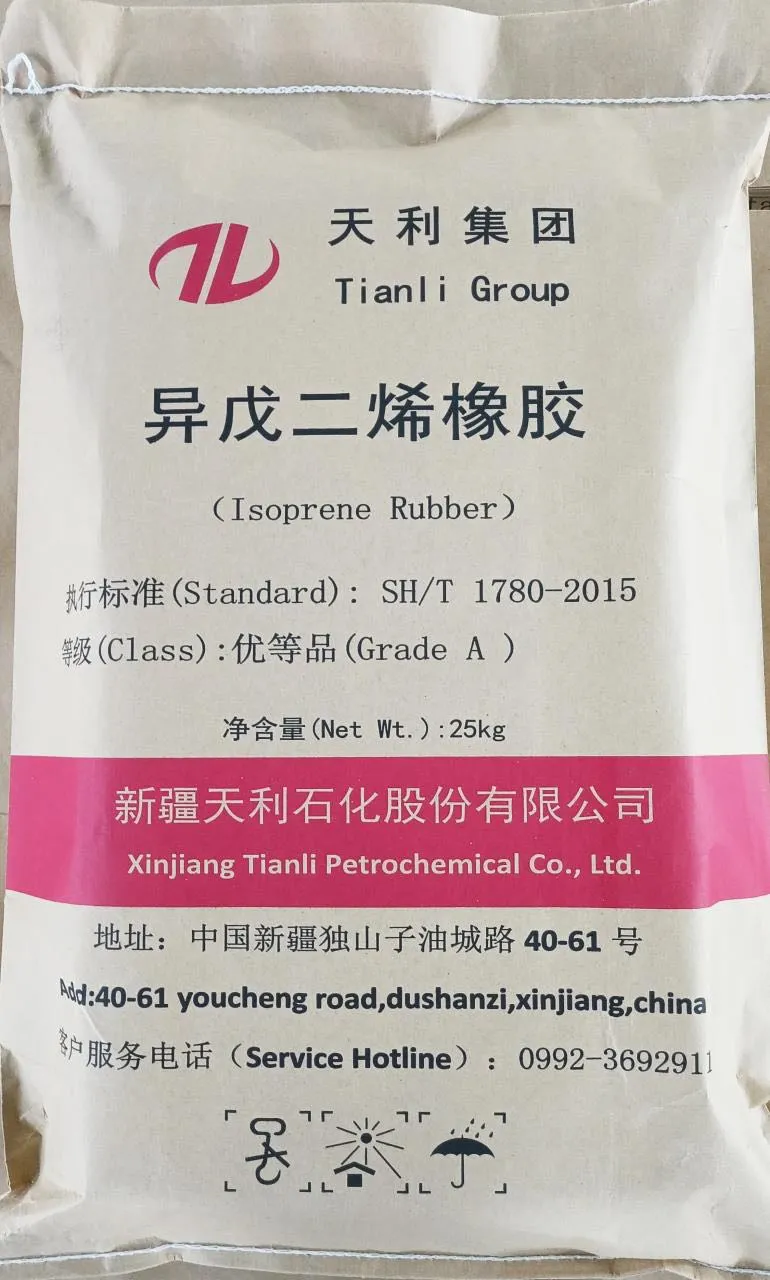 天利集团
Tianli Group
异戊二烯橡胶
（Isoprene Rubber）
执行标准(Standard): SH/T 1780-2015
等级(Class):优等品(Grade A )
净含量(Net Wt.):25kg
新疆天利石化股份有限公司
Xinjiang Tianli Petrochemical Co., Ltd.
地址：中国新疆独山子油城路 40-61 号
Add:40-61 youcheng road,dushanzi,xinjiang,china
客户服务电话（Service Hotline）：0992-3692911